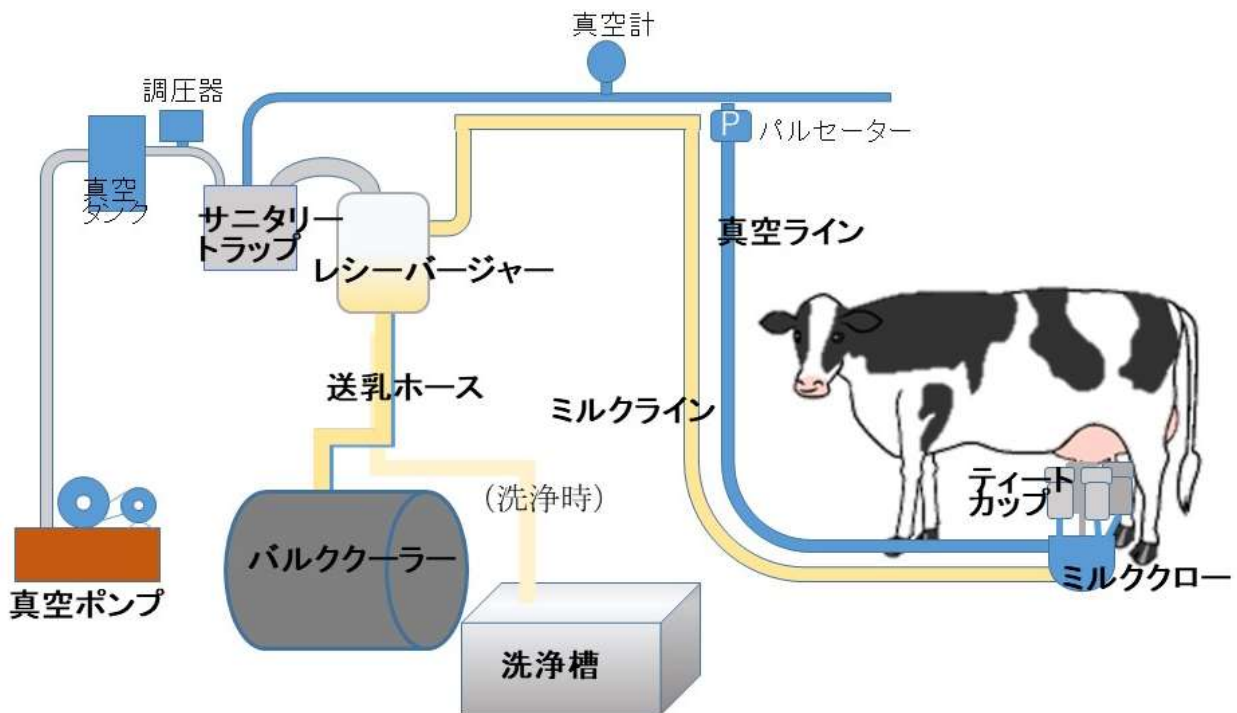 真空計
調圧器
P
パルセーター
真空
タンク
サニタリー
トラップ
真空ライン
レシーバージャー
送乳ホース
ミルクライン
ティート
カップ
(洗浄時)
バルククーラー
ミルククロー
真空ポンプ
洗浄槽